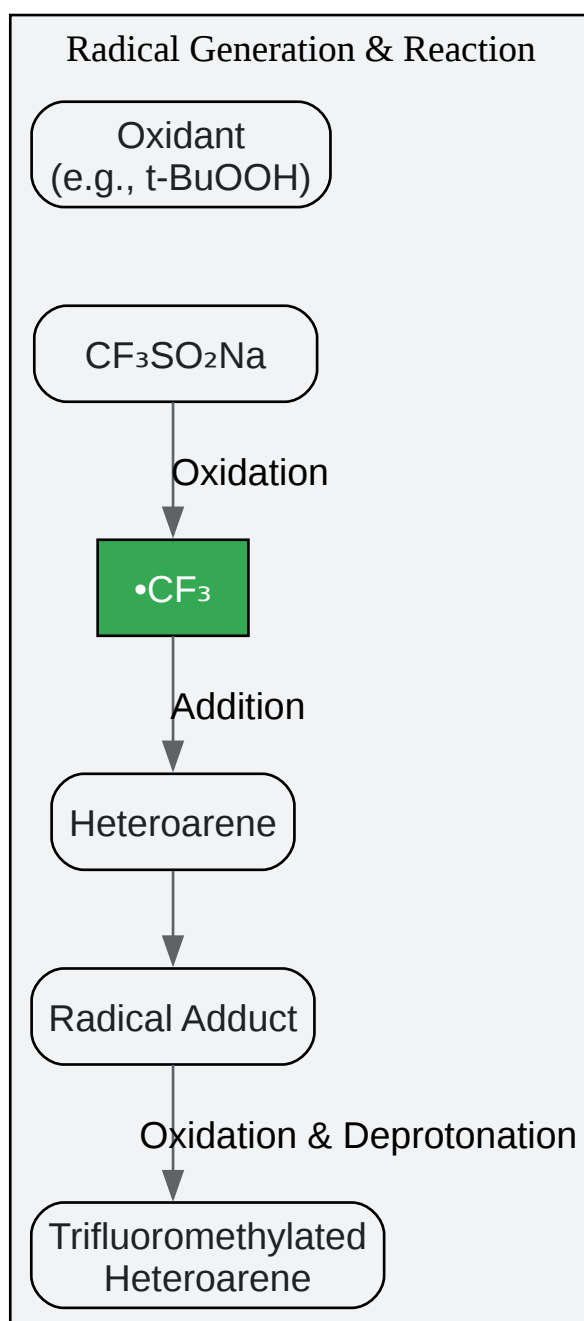 Radical Generation & Reaction
Oxidant
(e.g., t-BuOOH)
CF₃SO₂Na
Oxidation
•CF₃
Addition
Heteroarene
Radical Adduct
Oxidation & Deprotonation
Trifluoromethylated
Heteroarene